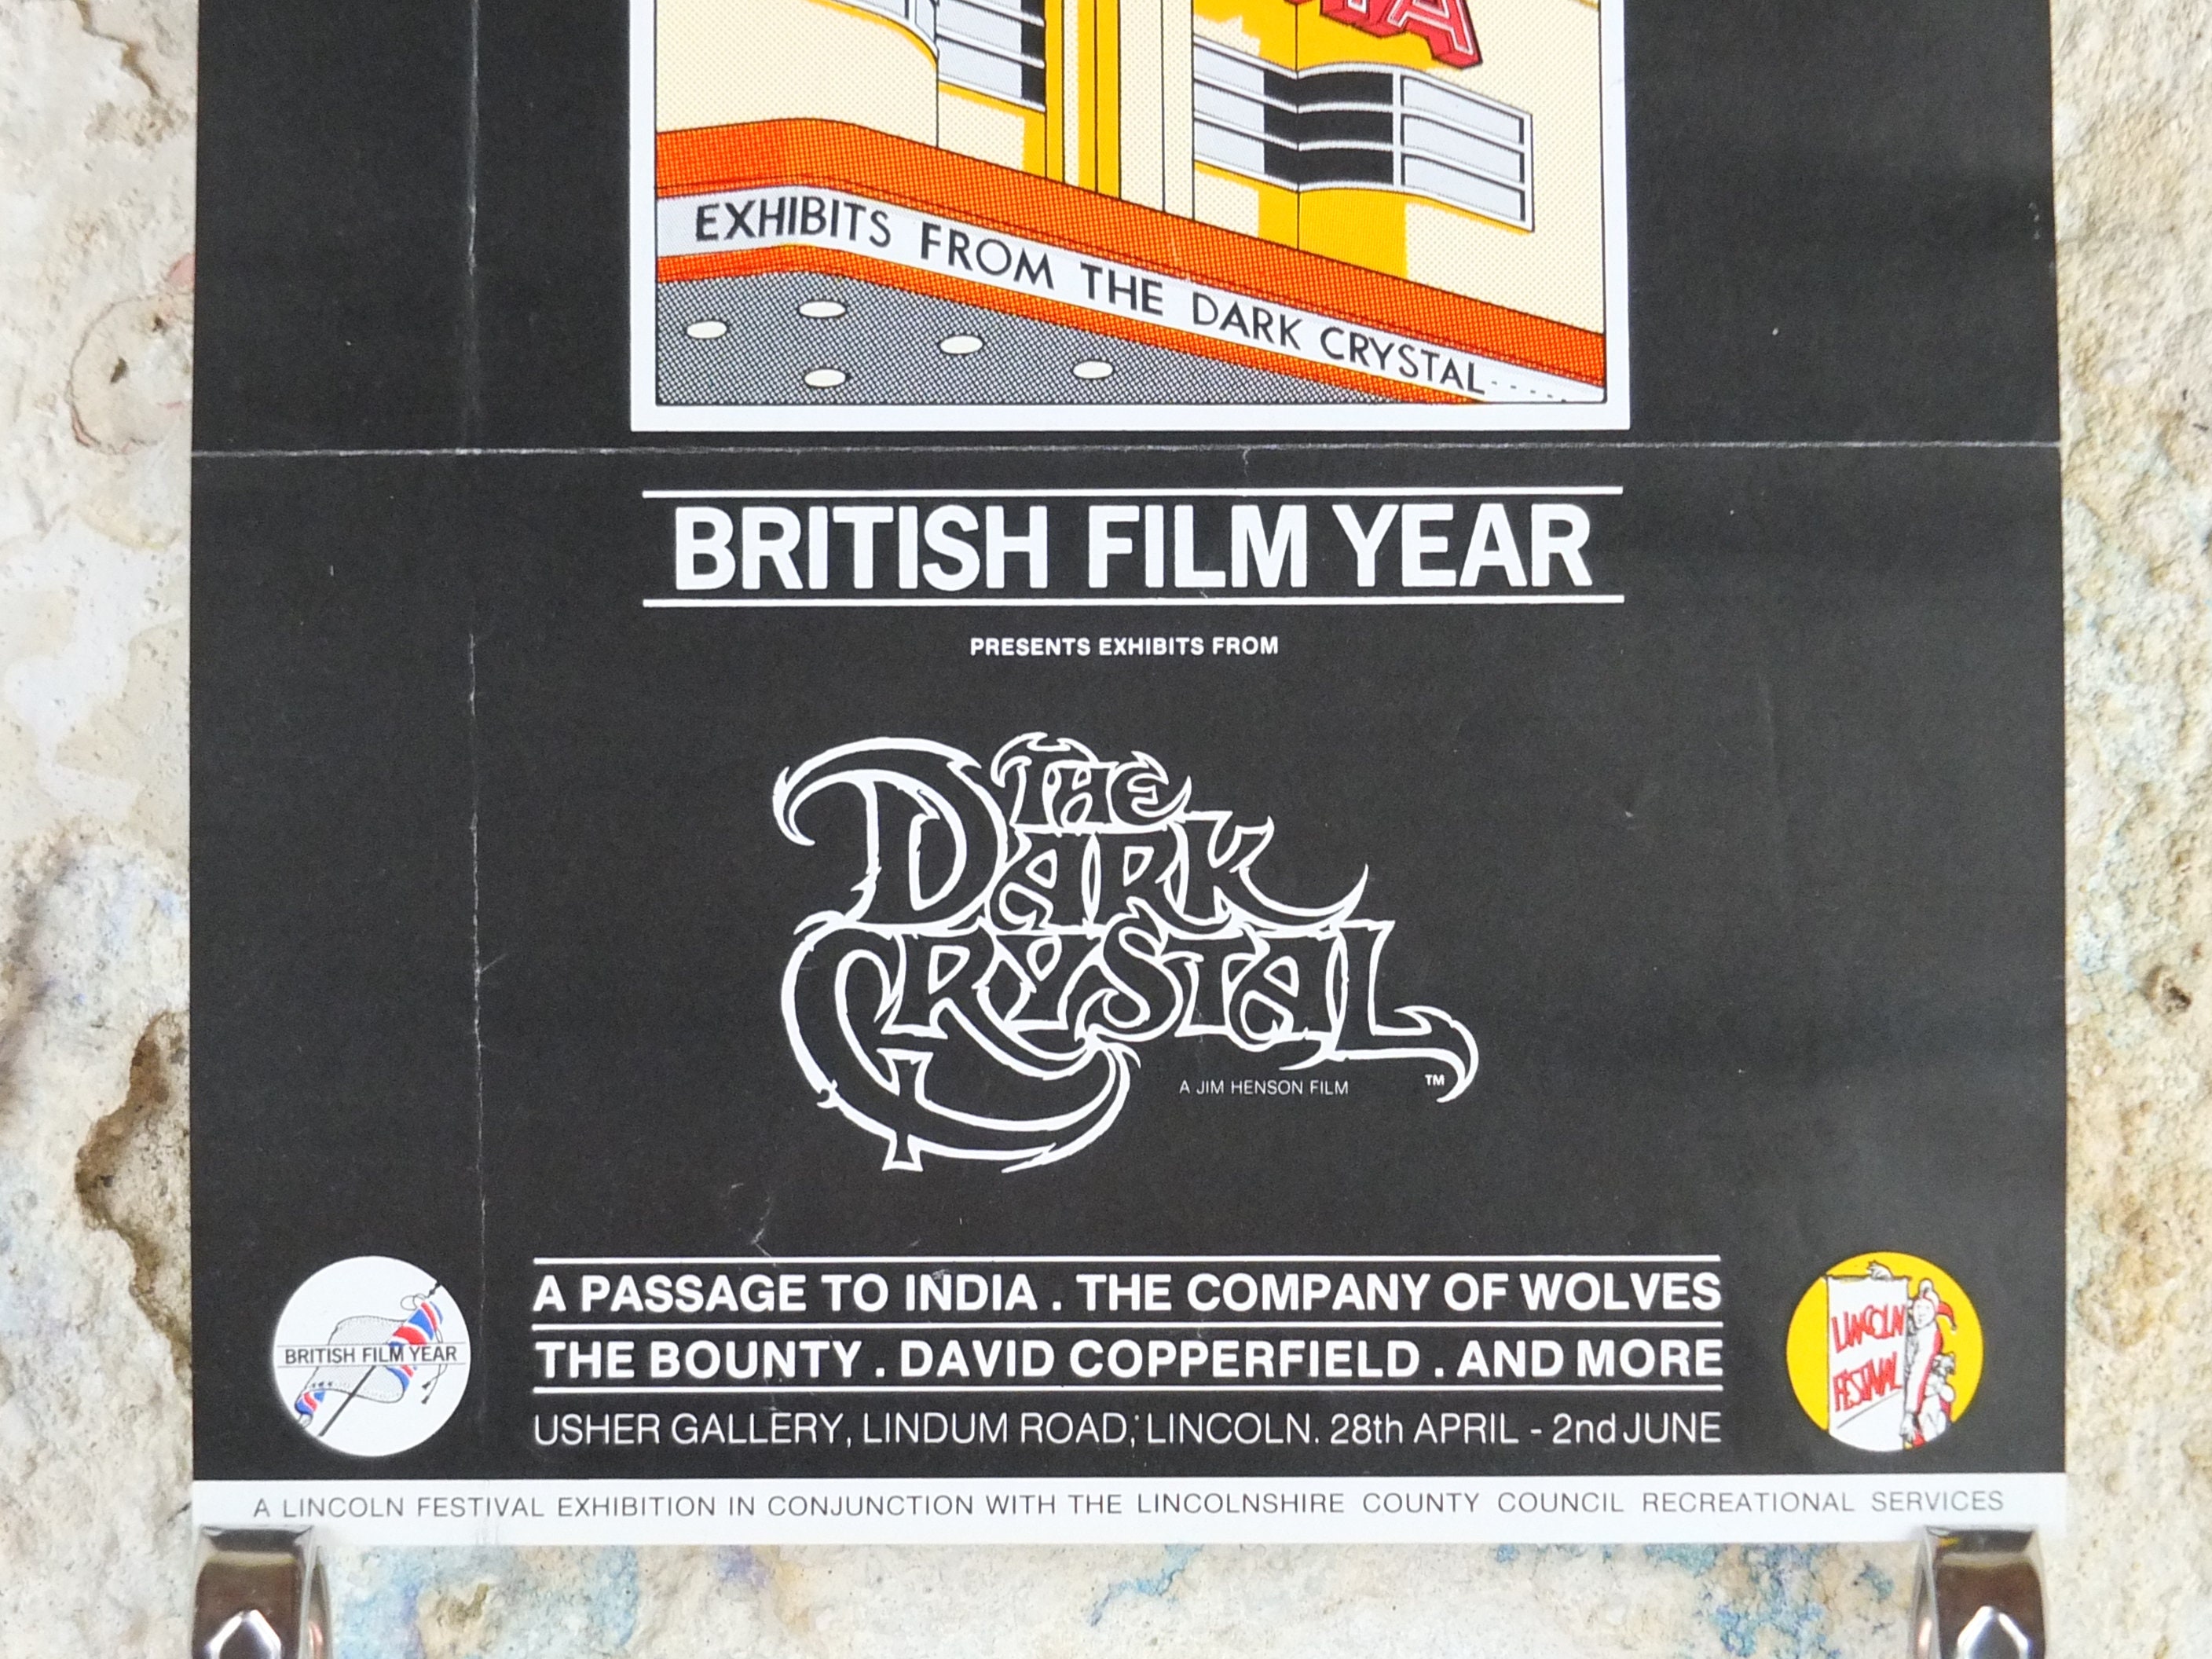 EXHIBITS FROM THE DARK CRYSTAL.....
BRITISH FILM YEAR
PRESENTS EXHIBITS FROM
THE
DARK
CRYSTAL
A JIM HENSON FILM
TM
A PASSAGE TO INDIA . THE COMPANY OF WOLVES
THE BOUNTY . DAVID COPPERFIELD . AND MORE
USHER GALLERY, LINDUM ROAD, LINCOLN. 28th APRIL - 2nd JUNE
BRITISH FILM YEAR
LINCOLN
FESTIVAL
A LINCOLN FESTIVAL EXHIBITION IN CONJUNCTION WITH THE LINCOLNSHIRE COUNTY COUNCIL RECREATIONAL SERVICES